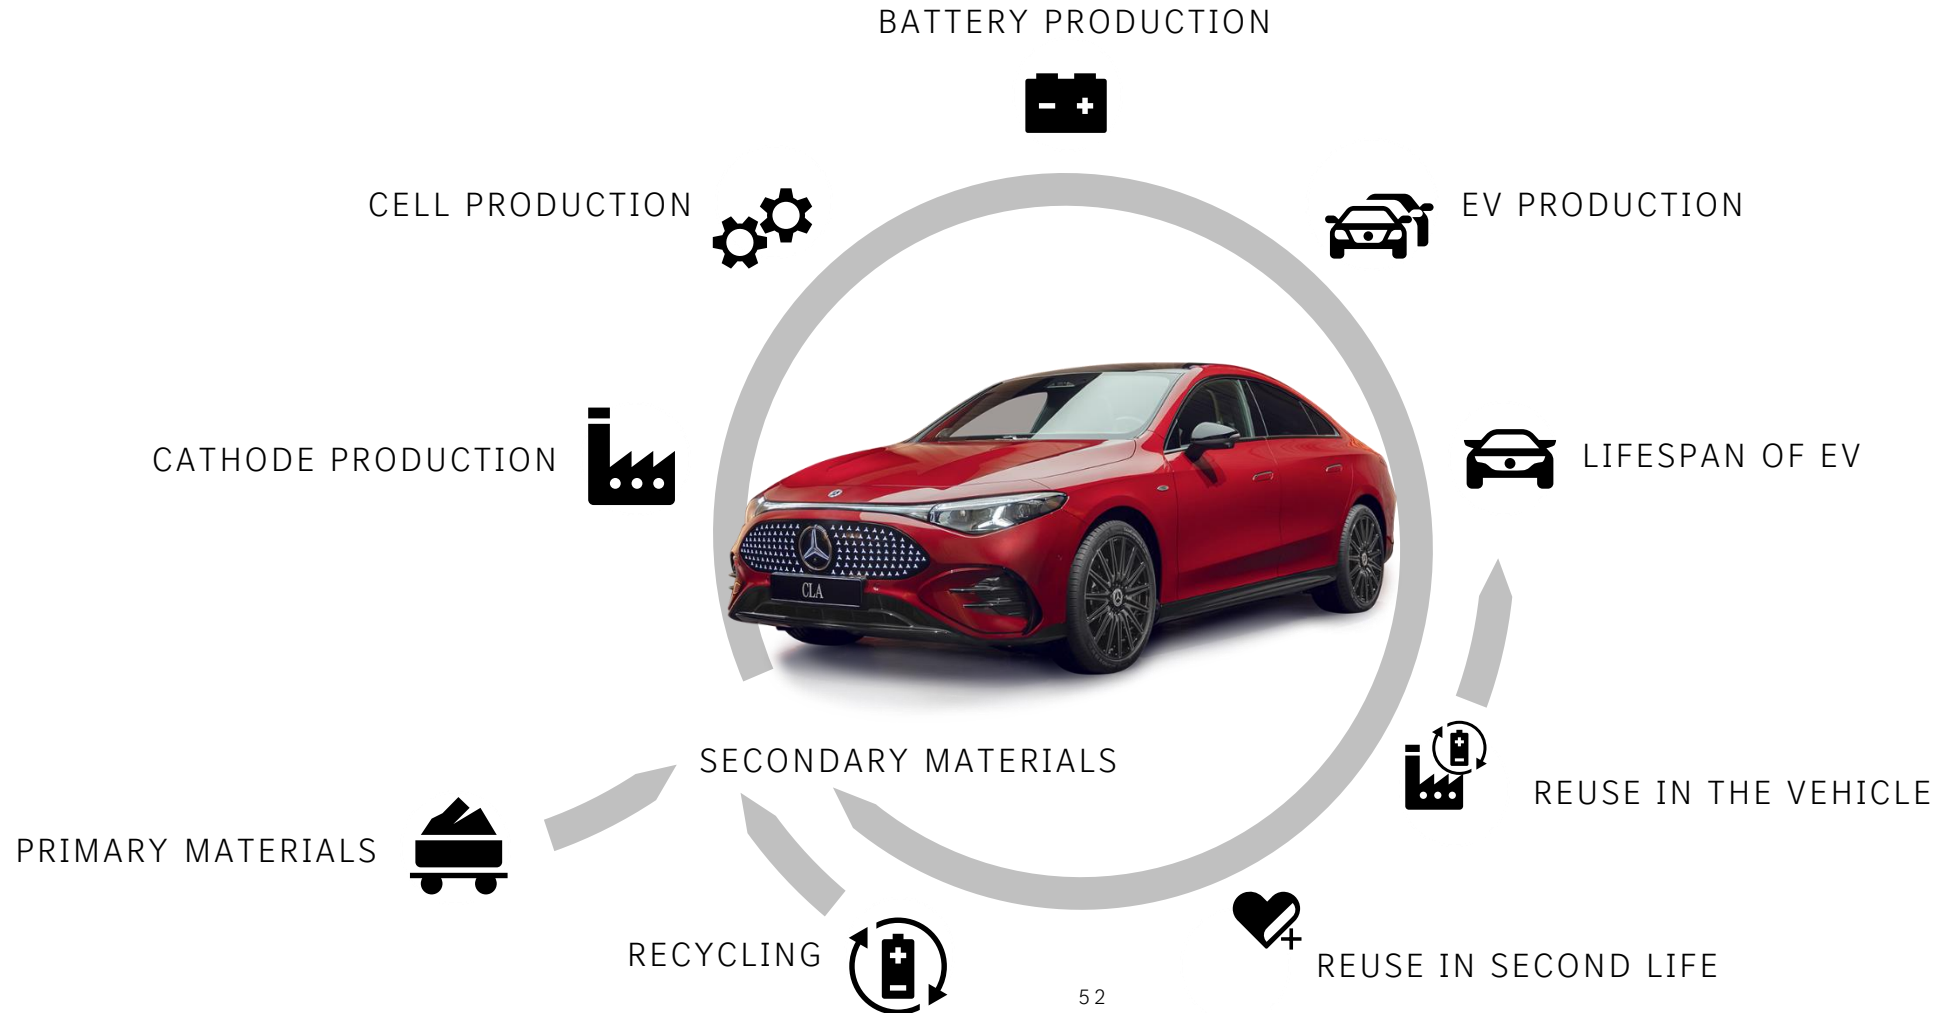 BATTERY PRODUCTION
CELL PRODUCTION
EV PRODUCTION
CATHODE PRODUCTION
LIFESPAN OF EV
CLA
SECONDARY MATERIALS
REUSE IN THE VEHICLE
PRIMARY MATERIALS
RECYCLING
REUSE IN SECOND LIFE
52